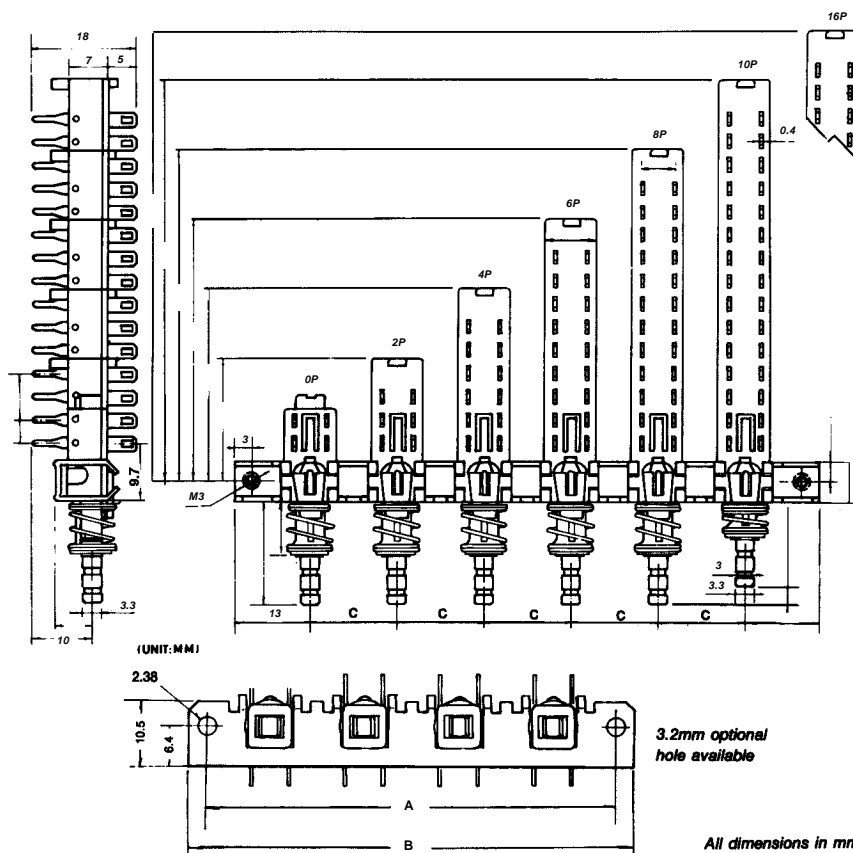 16P
18
7
5
10P
0.4
8P
6P
4P
2P
0P
9.7
3
M3
3
3.3
3.3
13
C
C
C
C
C
10
(UNIT:MM)
2.38
10.5
6.4
3.2mm optional
hole available
A
B
All dimensions in mm